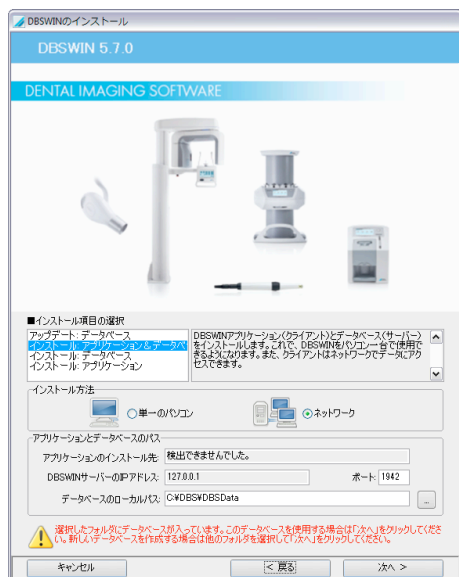 DBSWINのインストール
DBSWIN 5.7.0
DENTAL IMAGING SOFTWARE
■インストール項目の選択
アップデート: データベース
インストール: アプリケーション & データベ
インストール: データベース
インストール: アプリケーション
DBSWINアプリケーション(クライアント)とデータベース(サーバー)
をインストールします。これで、DBSWINをパソコン一台で使用で
きるようになります。また、クライアントはネットワークでデータにアク
セスできます。
インストール方法
単一のパソコン
ネットワーク
アプリケーションとデータベースのパス
アプリケーションのインストール先: 検出できませんでした。
DBSWINサーバーのIPアドレス: 127.0.0.1 ポート: 1942
データベースのローカルパス: C:¥DBS¥DBSData ...
選択したフォルダにデータベースが入っています。このデータベースを使用する場合は「次へ」をクリックしてくださ
い。新しいデータベースを作成する場合は他のフォルダを選択して「次へ」をクリックしてください。
キャンセル < 戻る 次へ >